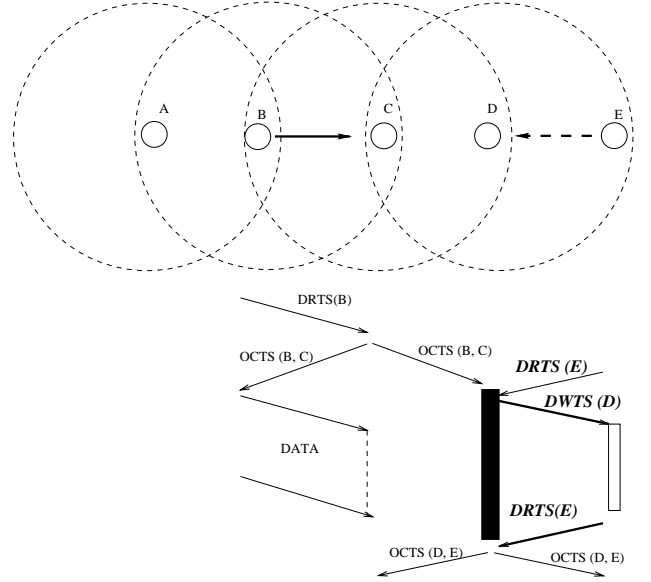 A
B
C
D
E
DRTS(B)
OCTS (B, C)
OCTS (B, C)
DRTS (E)
DWTS (D)
DATA
DRTS(E)
OCTS (D, E)
OCTS (D, E)